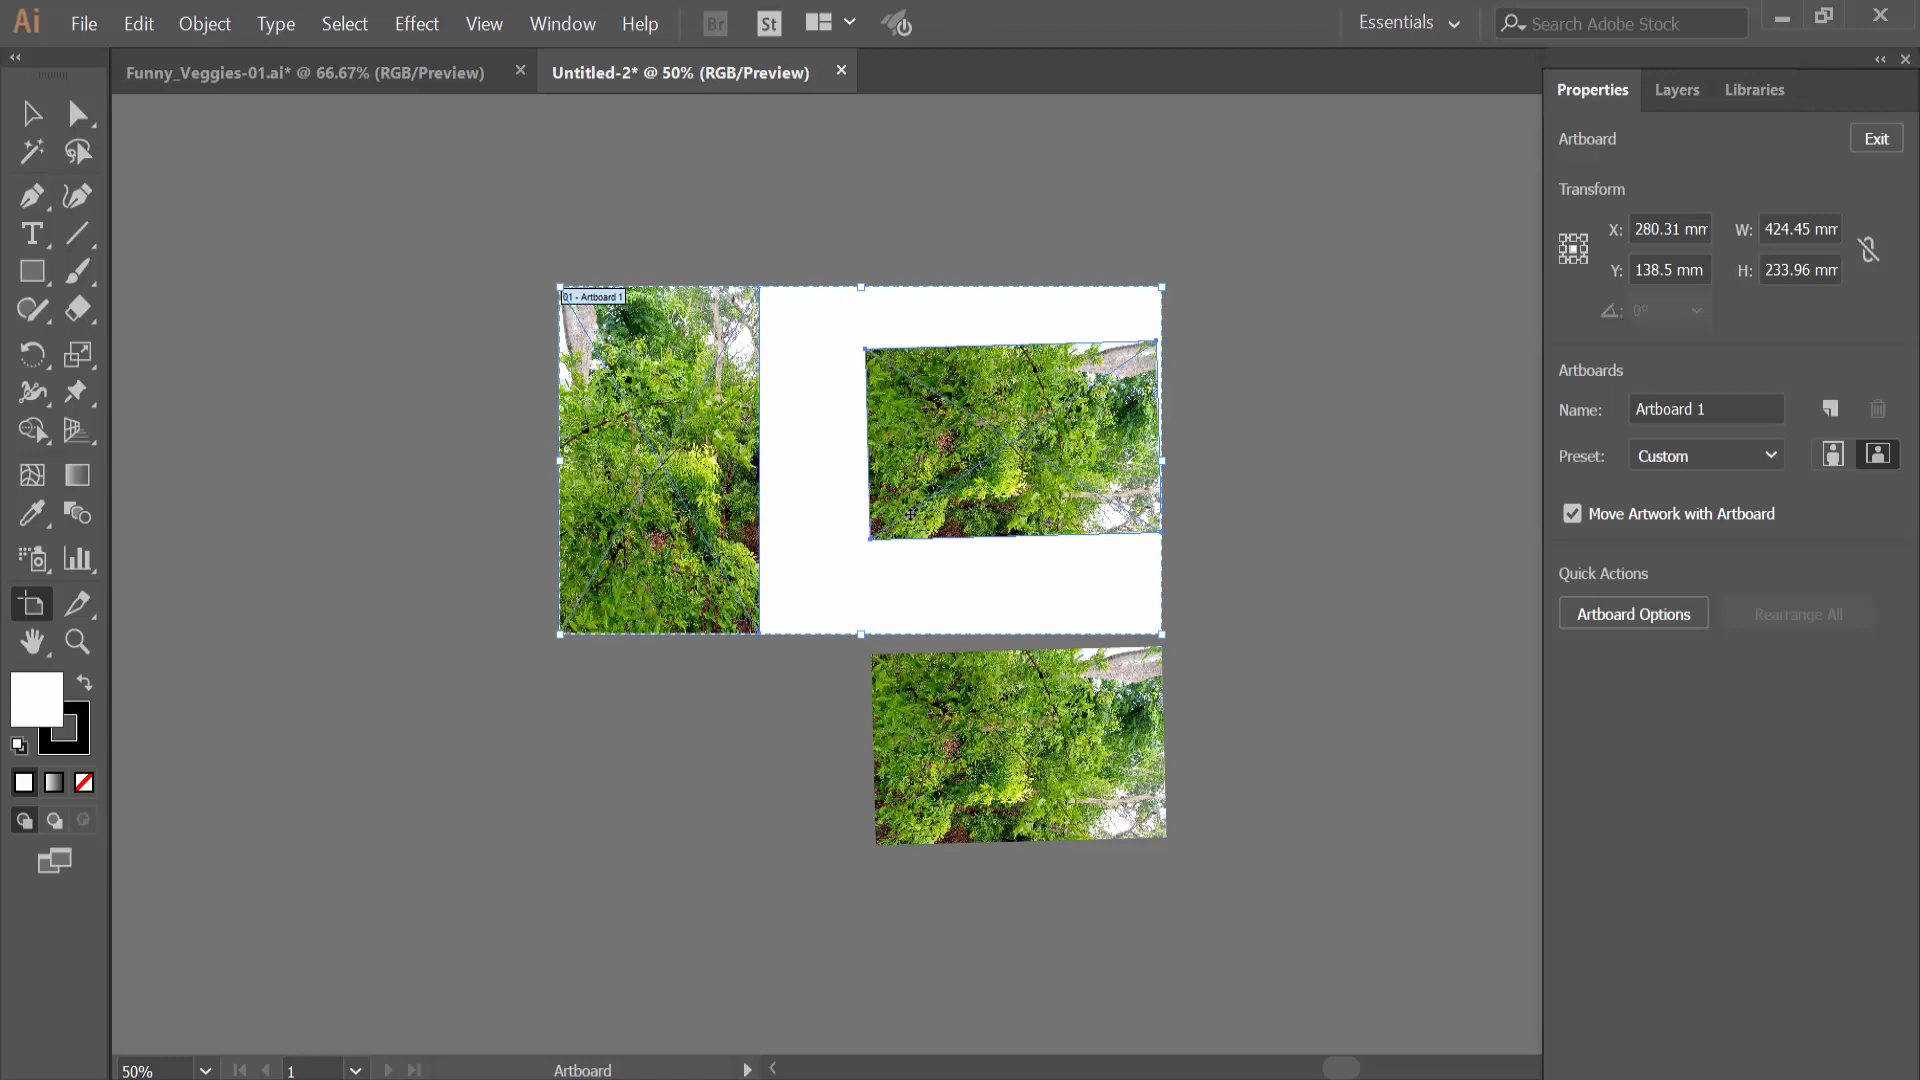 Ai File Edit Object Type Select Effect View Window Help Br St Essentials Search Adobe Stock
Funny_Veggies-01.ai* @ 66.67% (RGB/Preview) Untitled-2* @ 50% (RGB/Preview)
Properties Layers Libraries
Artboard Exit
Transform
X: 280.31 mm W: 424.45 mm
Y: 138.5 mm H: 233.96 mm
0°
Artboards
Name: Artboard 1
Preset: Custom
Move Artwork with Artboard
Quick Actions
Artboard Options Rearrange All
01 - Artboard 1
50% 1 Artboard